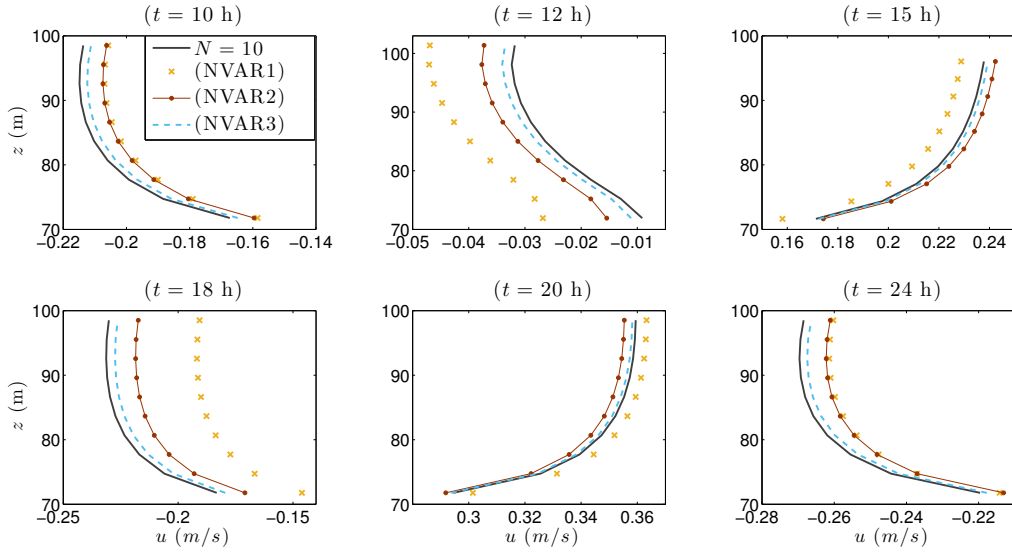 (t = 10 h)
(t = 12 h)
(t = 15 h)
z (m)
100
90
80
70
−0.22 −0.2 −0.18 −0.16 −0.14
N = 10
(NVAR1)
(NVAR2)
(NVAR3)
100
90
80
70
−0.05 −0.04 −0.03 −0.02 −0.01
100
90
80
70
0.16 0.18 0.2 0.22 0.24
(t = 18 h)
(t = 20 h)
(t = 24 h)
z (m)
100
90
80
70
−0.25 −0.2 −0.15
u (m/s)
100
90
80
70
0.3 0.32 0.34 0.36
u (m/s)
100
90
80
70
−0.28 −0.26 −0.24 −0.22
u (m/s)